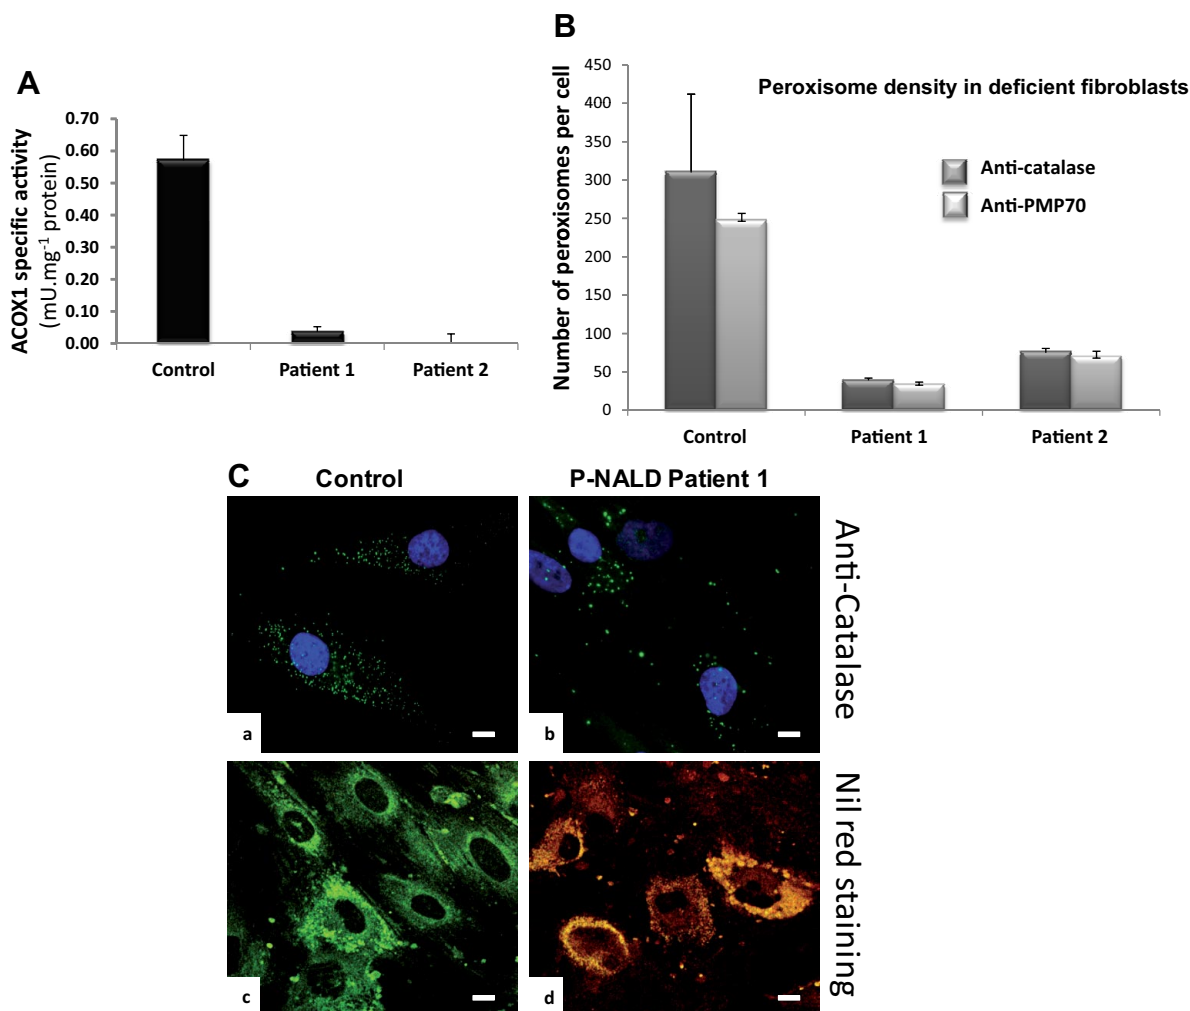 A
ACOX1 specific activity
(mU.mg⁻¹ protein)
0.70
0.60
0.50
0.40
0.30
0.20
0.10
0.00
Control
Patient 1
Patient 2
B
Number of peroxisomes per cell
450
400
350
300
250
200
150
100
50
0
Peroxisome density in deficient fibroblasts
Anti-catalase
Anti-PMP70
Control
Patient 1
Patient 2
C
Control
P-NALD Patient 1
Anti-Catalase
a
b
Nil red staining
c
d